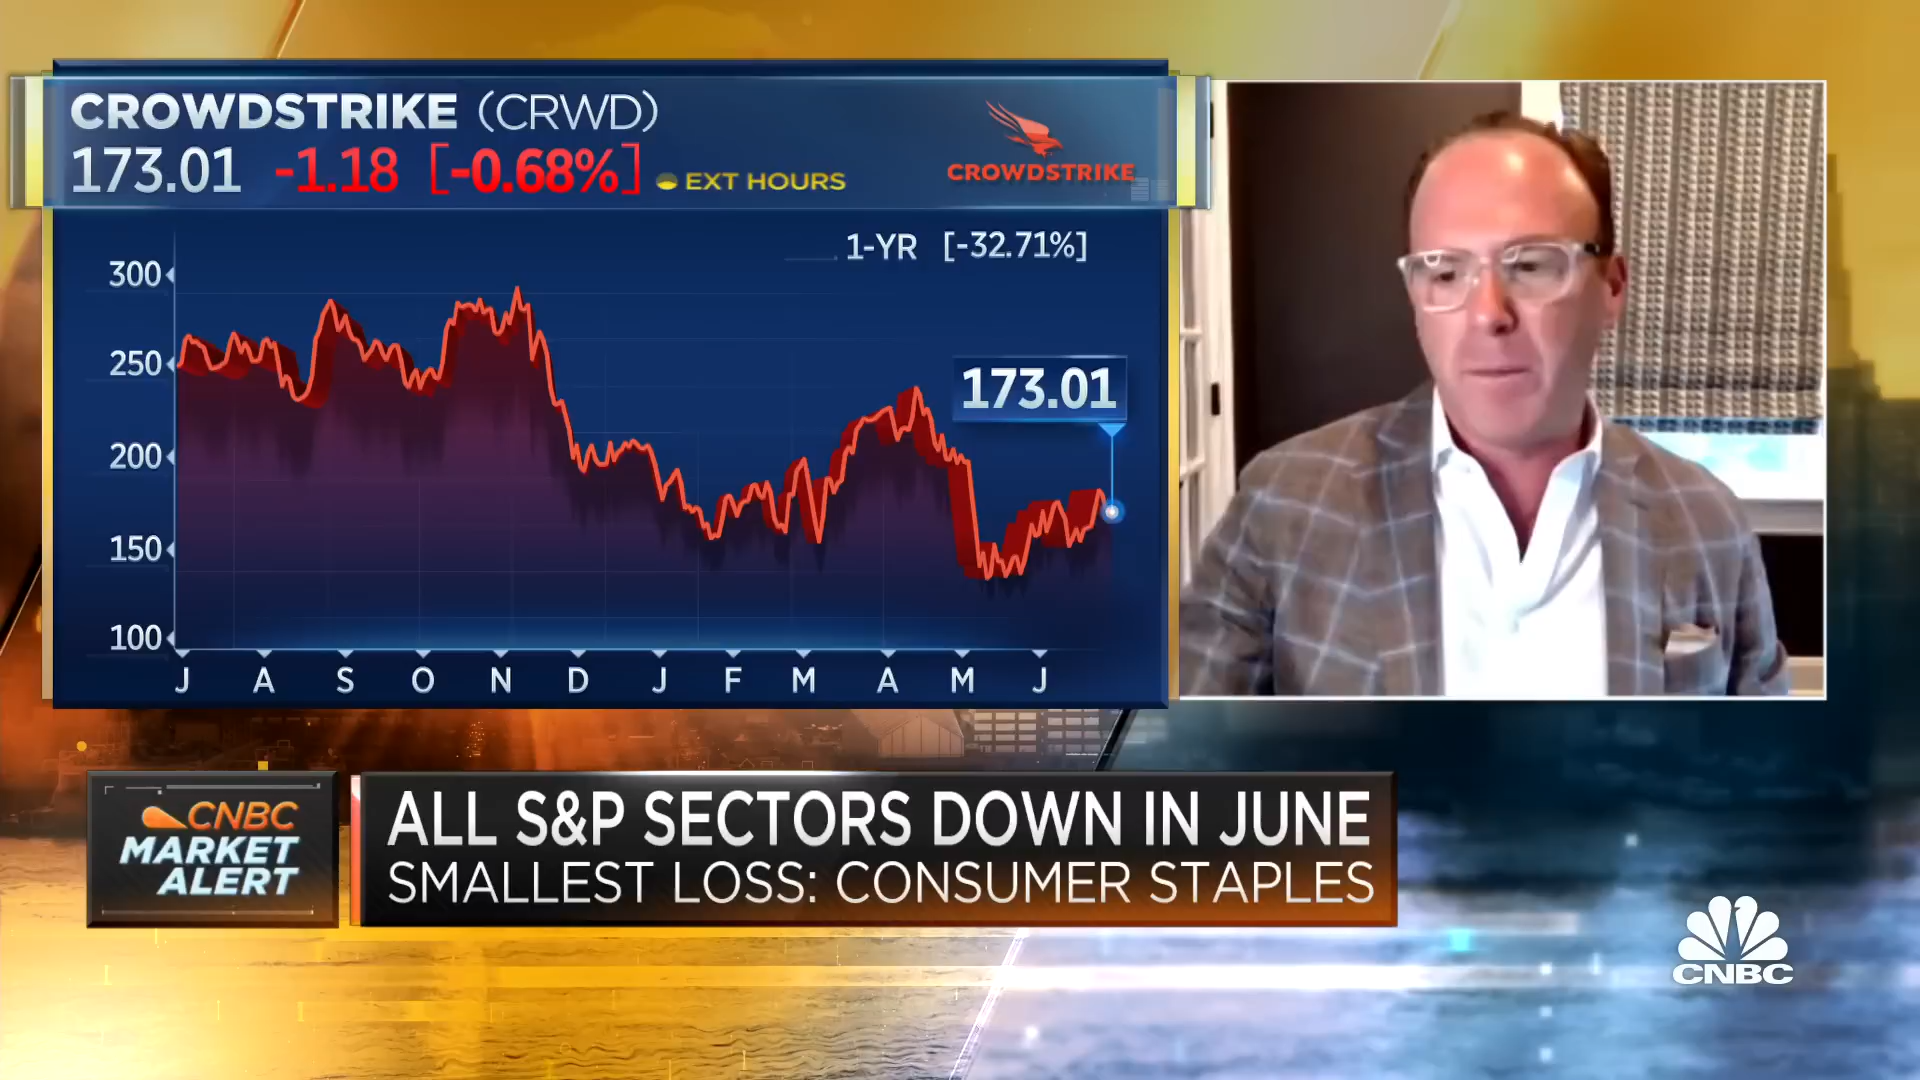 CROWDSTRIKE (CRWD)
173.01 -1.18 [-0.68%] EXT HOURS
CROWDSTRIKE
1-YR [-32.71%]
300
250
200
150
100
173.01
J A S O N D J F M A M J
CNBC
MARKET
ALERT
ALL S&P SECTORS DOWN IN JUNE
SMALLEST LOSS: CONSUMER STAPLES
CNBC